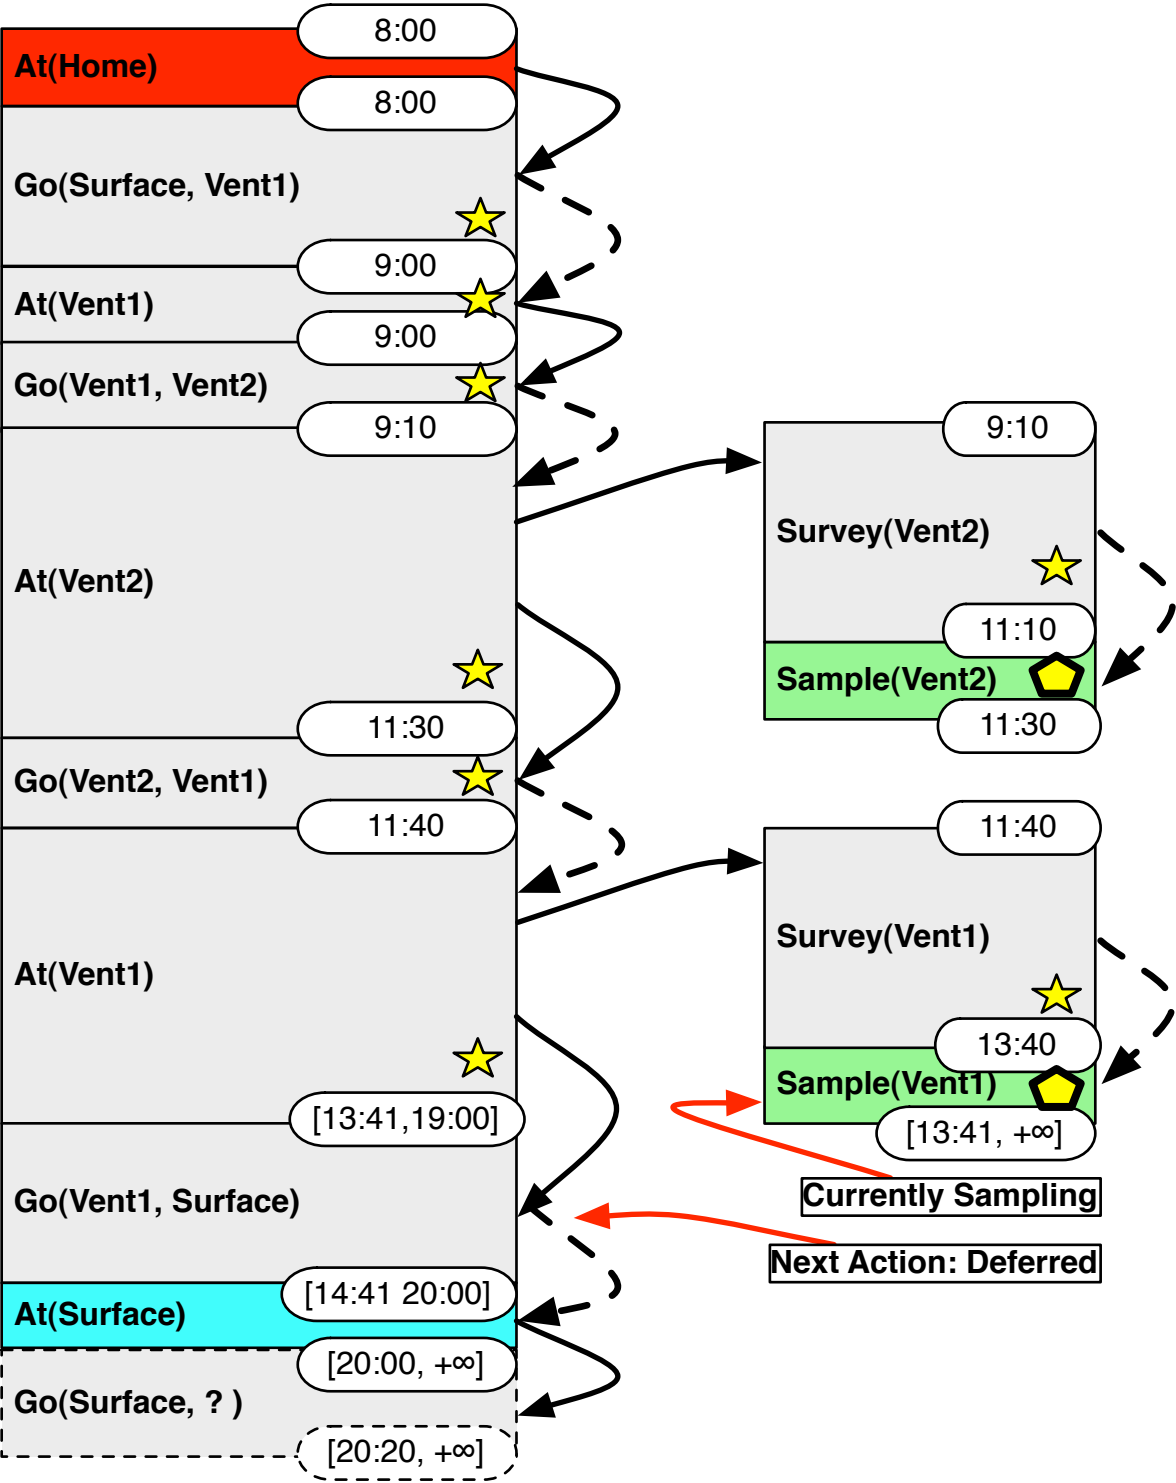 8:00
At(Home)
8:00
Go(Surface, Vent1)
9:00
At(Vent1)
9:00
Go(Vent1, Vent2)
9:10
At(Vent2)
11:30
Go(Vent2, Vent1)
11:40
At(Vent1)
[13:41,19:00]
Go(Vent1, Surface)
[14:41 20:00]
At(Surface)
[20:00, +∞]
Go(Surface, ? )
[20:20, +∞]
9:10
Survey(Vent2)
11:10
Sample(Vent2)
11:30
11:40
Survey(Vent1)
13:40
Sample(Vent1)
[13:41, +∞]
Currently Sampling
Next Action: Deferred